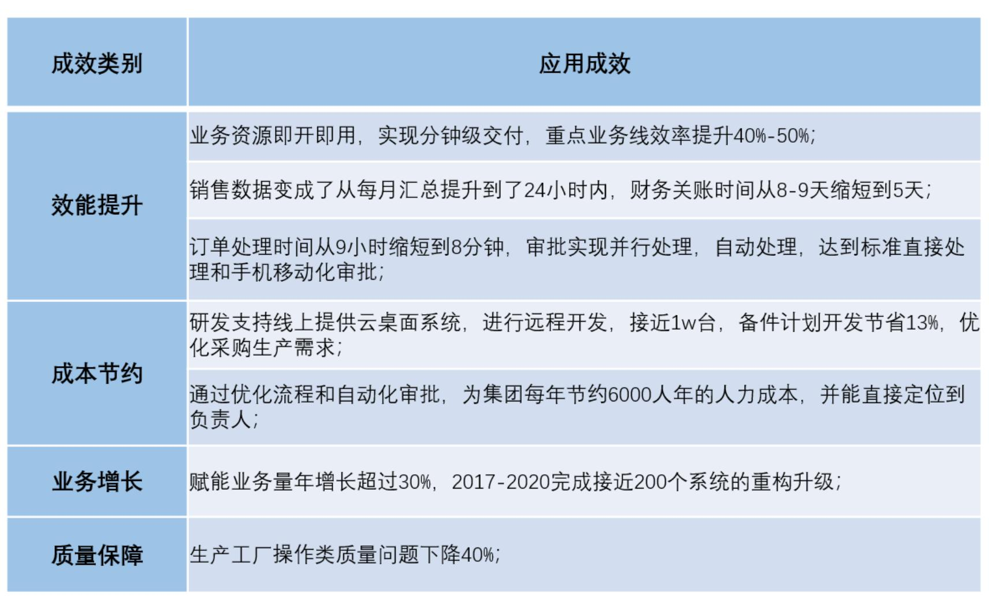 成效类别
应用成效
效能提升
业务资源即开即用，实现分钟级交付，重点业务线效率提升40%-50%；
销售数据变成了从每月汇总提升到了24小时内，财务关账时间从8-9天缩短到5天；
订单处理时间从9小时缩短到8分钟，审批实现并行处理，自动处理，达到标准直接处
理和手机移动化审批；
成本节约
研发支持线上提供云桌面系统，进行远程开发，接近1w台，备件计划开发节省13%，优
化采购生产需求；
通过优化流程和自动化审批，为集团每年节约6000人年的人力成本，并能直接定位到
负责人；
业务增长
赋能业务量年增长超过30%，2017-2020完成接近200个系统的重构升级；
质量保障
生产工厂操作类质量问题下降40%；